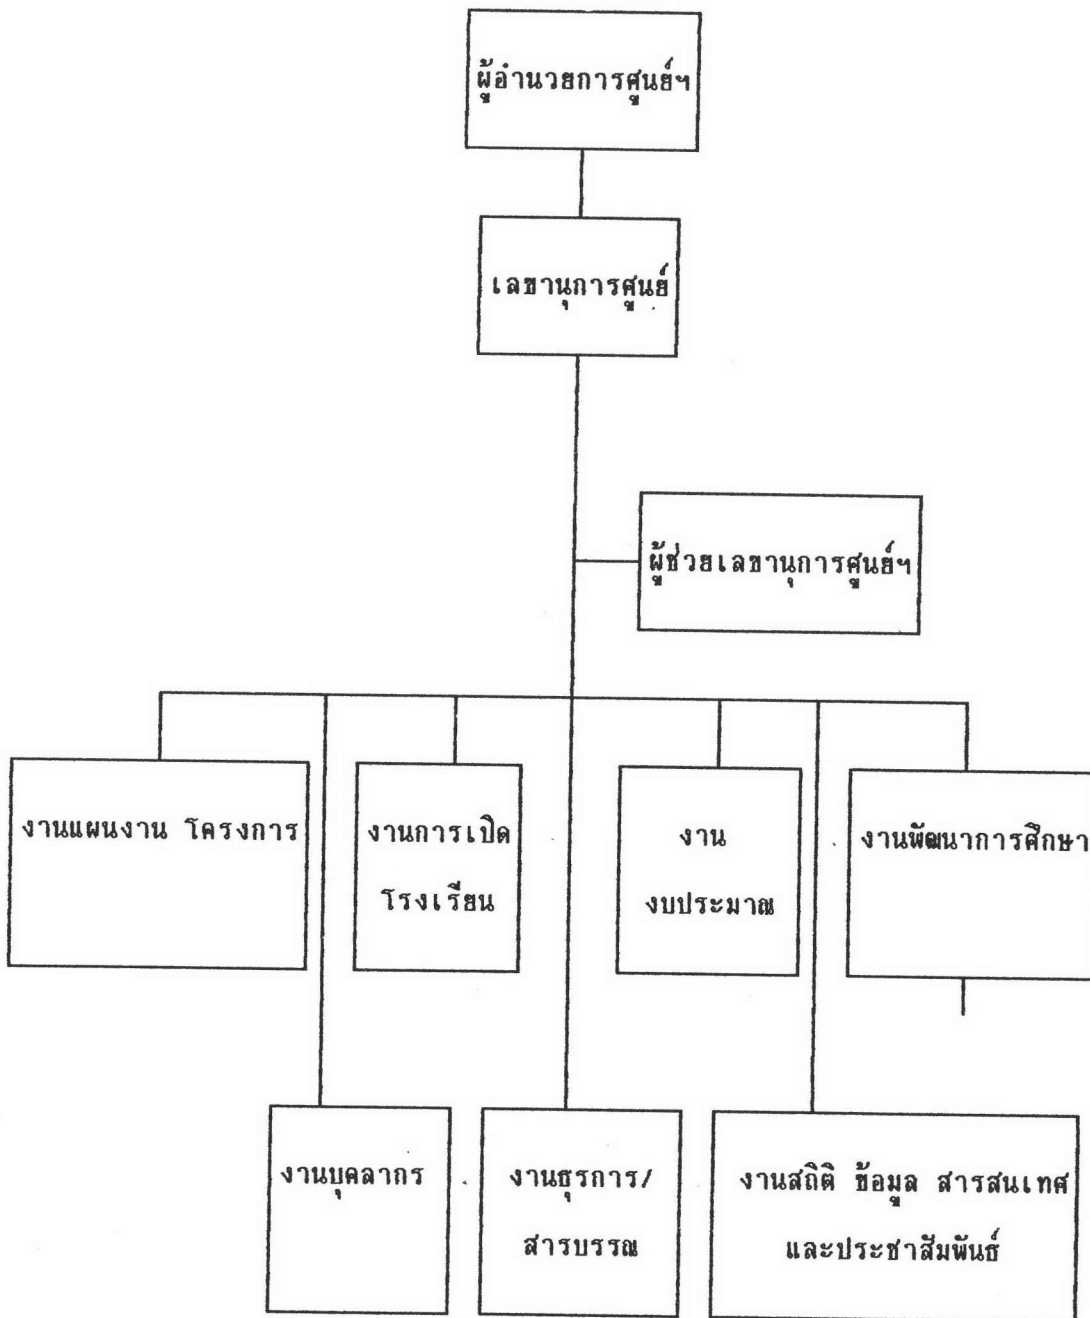 ผู้อำนวยการศูนย์ฯ
เลขานุการศูนย์
ผู้ช่วยเลขานุการศูนย์ฯ
งานแผนงาน โครงการ
งานการเปิด
โรงเรียน
งาน
งบประมาณ
งานพัฒนาการศึกษา
งานบุคลากร
งานธุรการ/
สารบรรณ
งานสถิติ ข้อมูล สารสนเทศ
และประชาสัมพันธ์